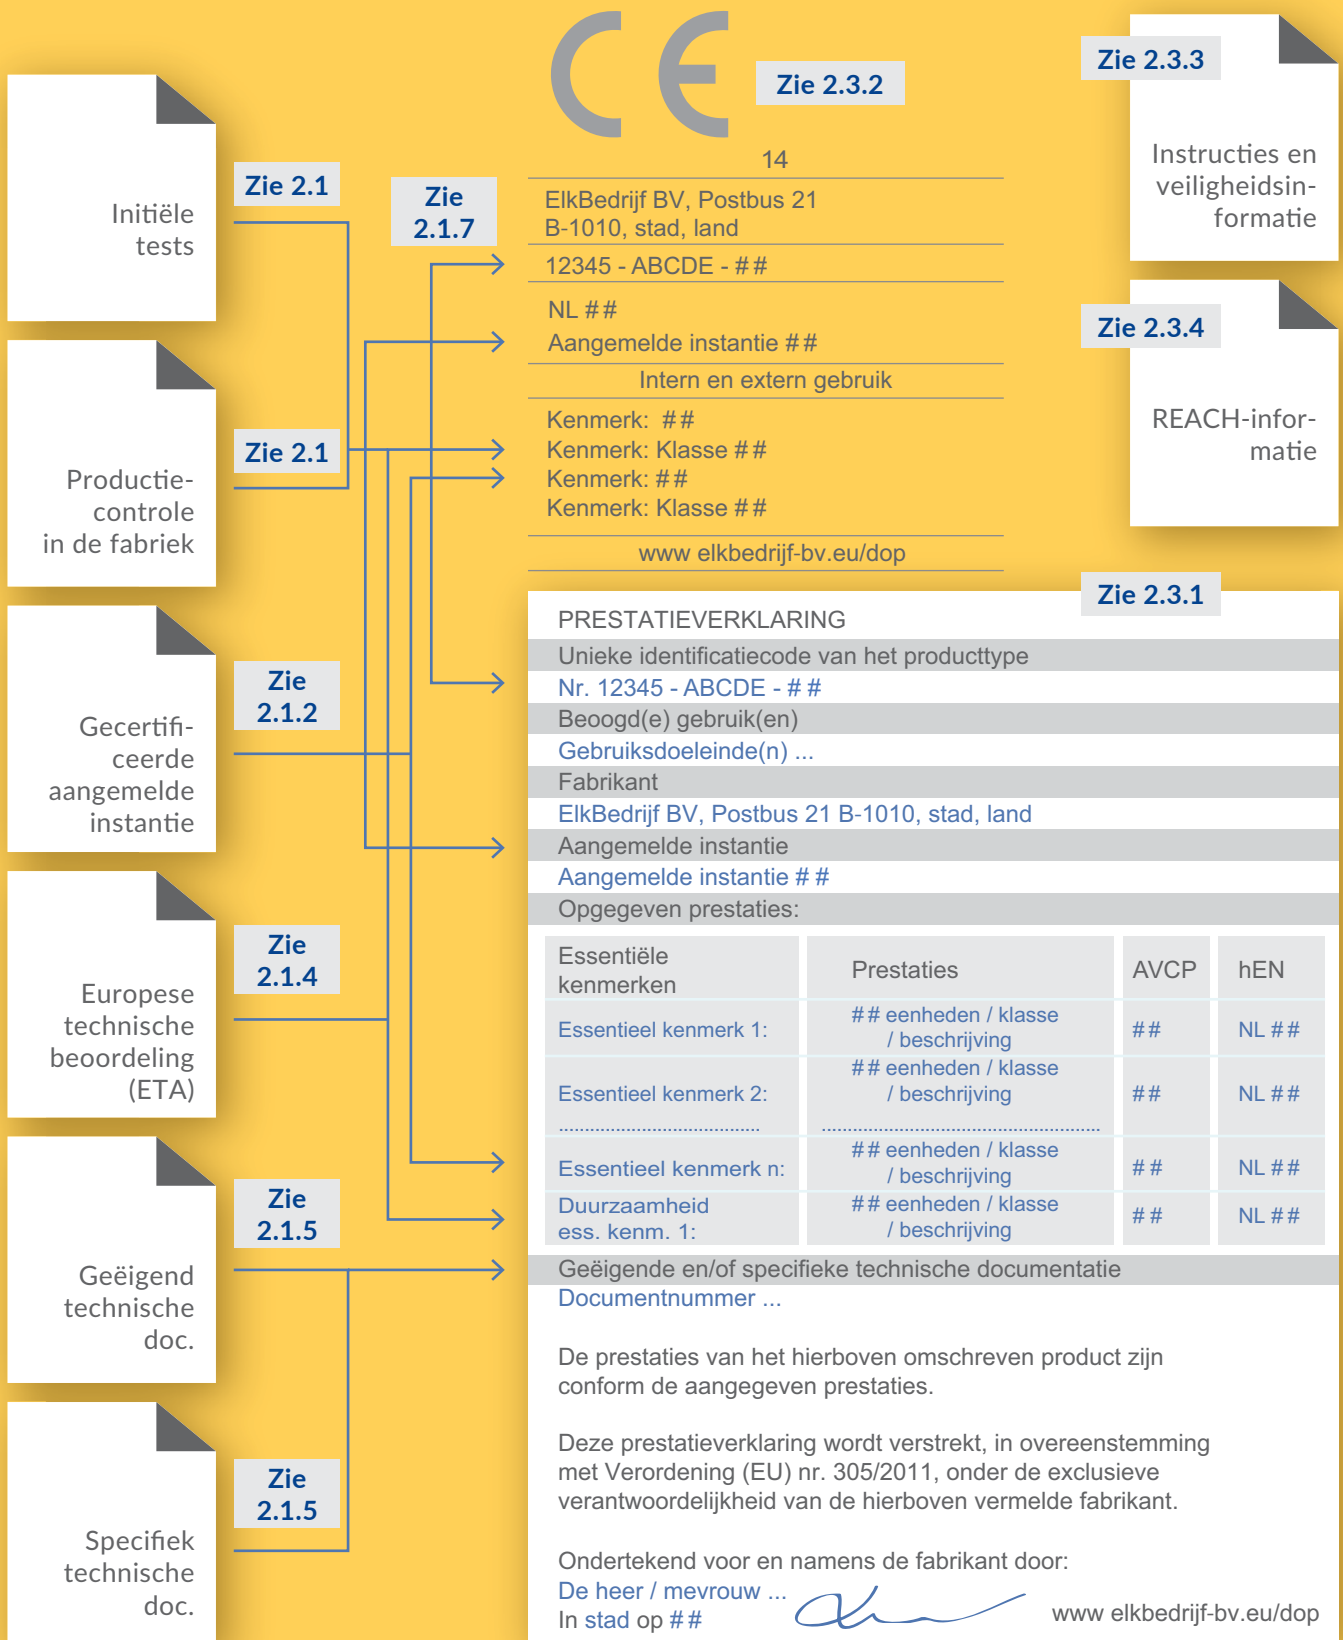 CE
Zie 2.3.2
14
ElkBedrijf BV, Postbus 21
B-1010, stad, land
12345 - ABCDE - ##
NL ##
Aangemelde instantie ##
Intern en extern gebruik
Kenmerk: ##
Kenmerk: Klasse ##
Kenmerk: ##
Kenmerk: Klasse ##
www elkbedrijf-bv.eu/dop
Zie 2.3.3
Instructies en
veiligheidsin-
formatie
Zie 2.3.4
REACH-infor-
matie
Initiële
tests
Zie 2.1
Zie
2.1.7
Productie-
controle
in de fabriek
Zie 2.1
Gecertifi-
ceerde
aangemelde
instantie
Zie
2.1.2
Europese
technische
beoordeling
(ETA)
Zie
2.1.4
Geëigend
technische
doc.
Zie
2.1.5
Specifiek
technische
doc.
Zie
2.1.5
Zie 2.3.1
PRESTATIEVERKLARING
Unieke identificatiecode van het producttype
Nr. 12345 - ABCDE - ##
Beoogd(e) gebruik(en)
Gebruiksdoeleinde(n) ...
Fabrikant
ElkBedrijf BV, Postbus 21 B-1010, stad, land
Aangemelde instantie
Aangemelde instantie ##
Opgegeven prestaties:
Essentiële
kenmerken
Prestaties
AVCP
hEN
Essentieel kenmerk 1:
## eenheden / klasse
/ beschrijving
##
NL ##
Essentieel kenmerk 2:
## eenheden / klasse
/ beschrijving
##
NL ##
.....................................
...................................................
Essentieel kenmerk n:
## eenheden / klasse
/ beschrijving
##
NL ##
Duurzaamheid
ess. kenm. 1:
## eenheden / klasse
/ beschrijving
##
NL ##
Geëigende en/of specifieke technische documentatie
Documentnummer ...
De prestaties van het hierboven omschreven product zijn
conform de aangegeven prestaties.
Deze prestatieverklaring wordt verstrekt, in overeenstemming
met Verordening (EU) nr. 305/2011, onder de exclusieve
verantwoordelijkheid van de hierboven vermelde fabrikant.
Ondertekend voor en namens de fabrikant door:
De heer / mevrouw ...
In stad op ##
www elkbedrijf-bv.eu/dop